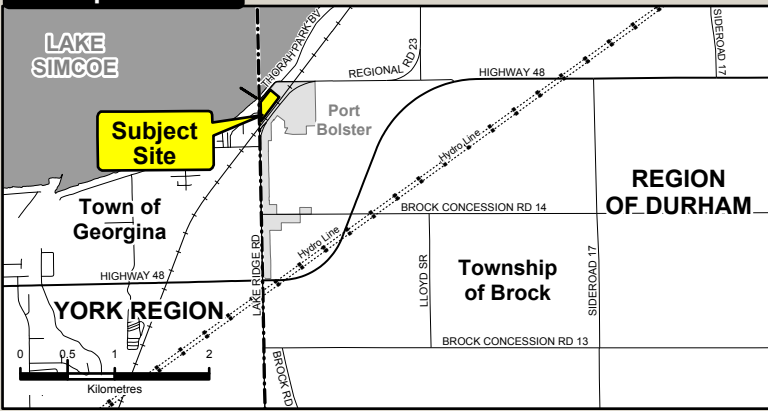 LAKE
SIMCOE
THORAH PARK BV
REGIONAL RD 23
HIGHWAY 48
SIDEROAD 17
Subject
Site
Port
Bolster
Hydro Line
Town of
Georgina
REGION
OF DURHAM
BROCK CONCESSION RD 14
Hydro Line
HIGHWAY 48
LAKE RIDGE RD
LLOYD SR
Township
of Brock
SIDEROAD 17
YORK REGION
BROCK CONCESSION RD 13
BROCK RD
0 0.5 1 2
Kilometres